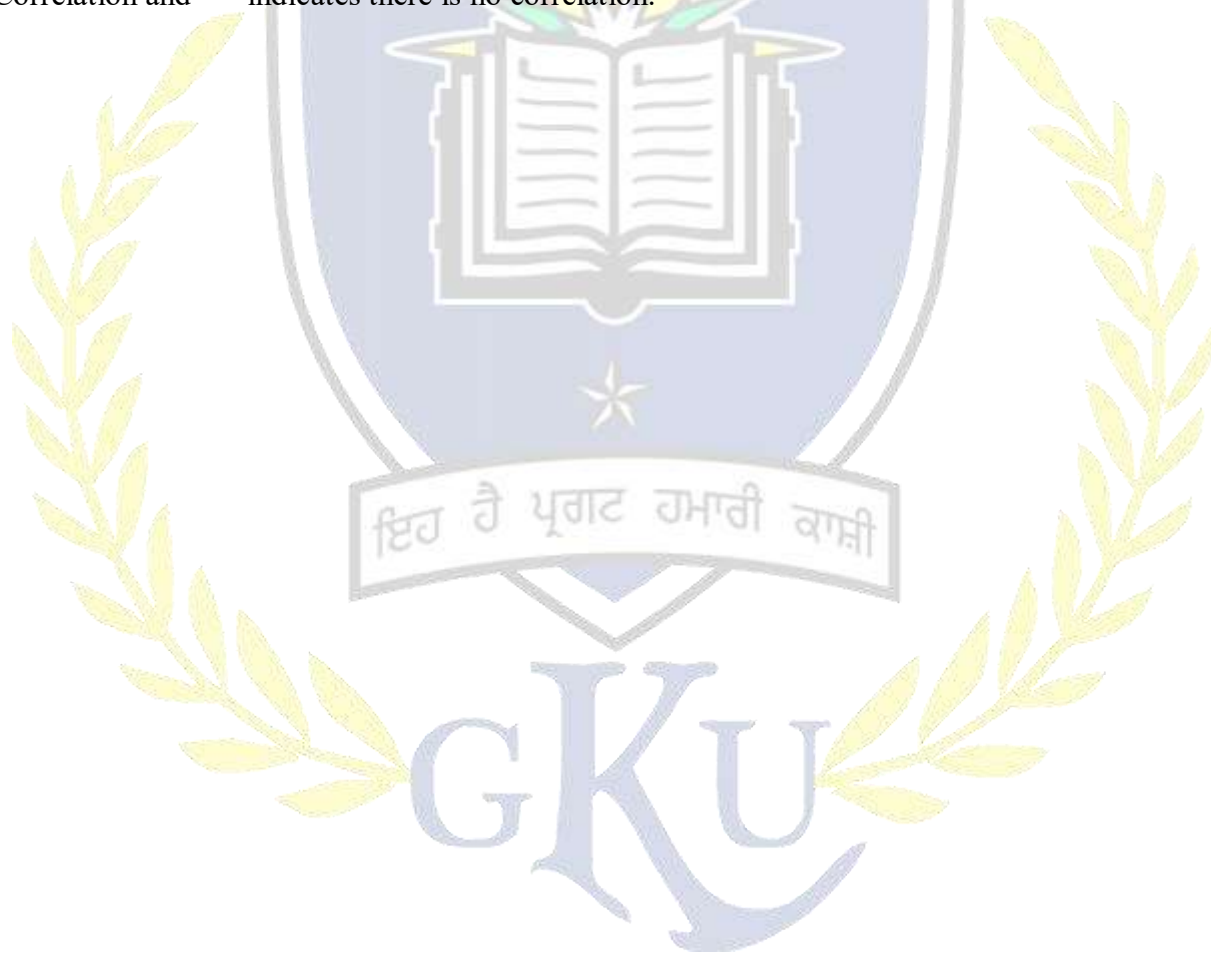 Correlation and indicates there is no correlation.
ਇਹ ਹੈ ਪ੍ਰਗਟ ਹਮਾਰੀ ਕਾਸ਼ੀ
GKU